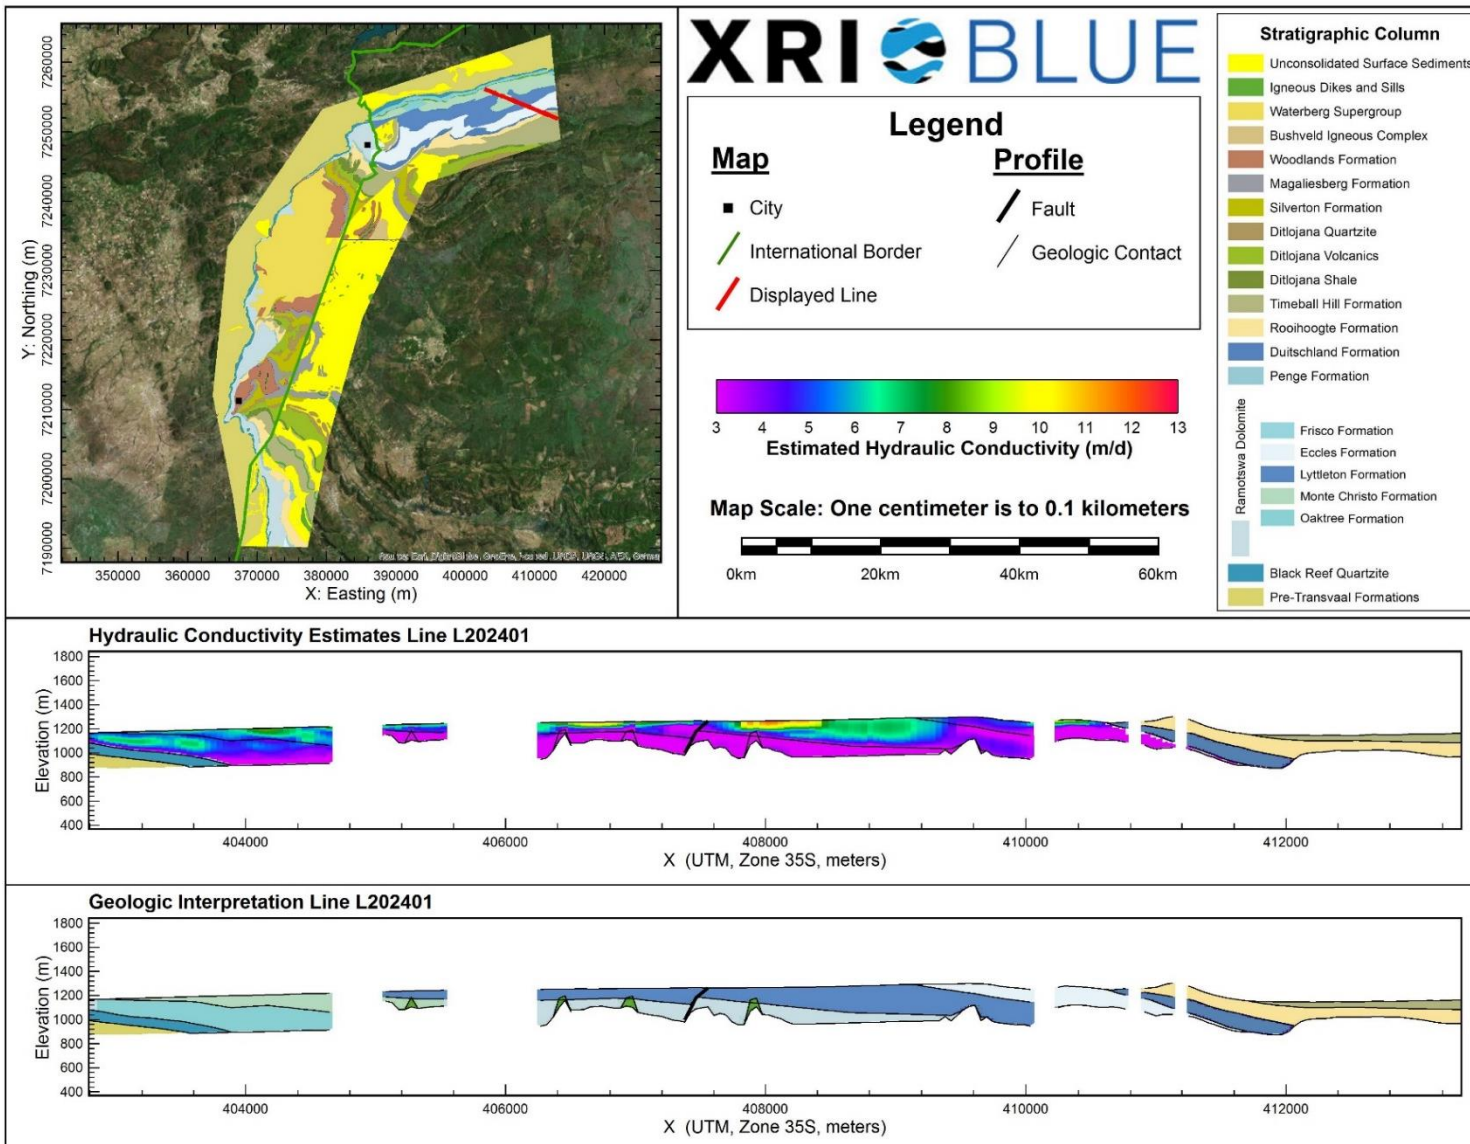 XRI BLUE
Legend
Map
Profile
City
Fault
International Border
Geologic Contact
Displayed Line
3 4 5 6 7 8 9 10 11 12 13
Estimated Hydraulic Conductivity (m/d)
Map Scale: One centimeter is to 0.1 kilometers
0km 20km 40km 60km
Stratigraphic Column
Unconsolidated Surface Sediments
Igneous Dikes and Sills
Waterberg Supergroup
Bushveld Igneous Complex
Woodlands Formation
Magaliesberg Formation
Silverton Formation
Ditlojana Quartzite
Ditlojana Volcanics
Ditlojana Shale
Timeball Hill Formation
Rooihoogte Formation
Duitschland Formation
Penge Formation
Ramotswa Dolomite
Frisco Formation
Eccles Formation
Lyttleton Formation
Monte Christo Formation
Oaktree Formation
Black Reef Quartzite
Pre-Transvaal Formations
Y: Northing (m)
7260000
7250000
7240000
7230000
7220000
7210000
7200000
7190000
350000 360000 370000 380000 390000 400000 410000 420000
X: Easting (m)
Hydraulic Conductivity Estimates Line L202401
Elevation (m)
1800
1600
1400
1200
1000
800
600
400
404000 406000 408000 410000 412000
X (UTM, Zone 35S, meters)
Geologic Interpretation Line L202401
Elevation (m)
1800
1600
1400
1200
1000
800
600
400
404000 406000 408000 410000 412000
X (UTM, Zone 35S, meters)